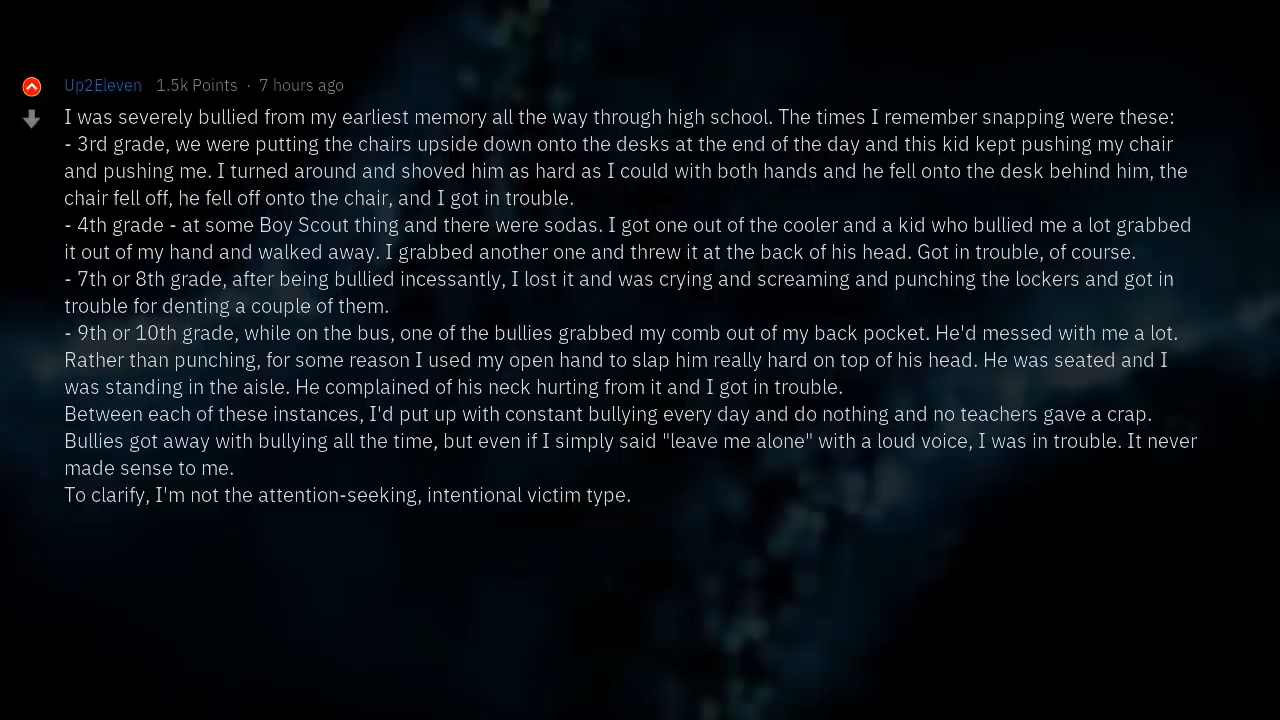 Up2Eleven 1.5k Points · 7 hours ago
I was severely bullied from my earliest memory all the way through high school. The times I remember snapping were these:
- 3rd grade, we were putting the chairs upside down onto the desks at the end of the day and this kid kept pushing my chair
and pushing me. I turned around and shoved him as hard as I could with both hands and he fell onto the desk behind him, the
chair fell off, he fell off onto the chair, and I got in trouble.
- 4th grade - at some Boy Scout thing and there were sodas. I got one out of the cooler and a kid who bullied me a lot grabbed
it out of my hand and walked away. I grabbed another one and threw it at the back of his head. Got in trouble, of course.
- 7th or 8th grade, after being bullied incessantly, I lost it and was crying and screaming and punching the lockers and got in
trouble for denting a couple of them.
- 9th or 10th grade, while on the bus, one of the bullies grabbed my comb out of my back pocket. He'd messed with me a lot.
Rather than punching, for some reason I used my open hand to slap him really hard on top of his head. He was seated and I
was standing in the aisle. He complained of his neck hurting from it and I got in trouble.
Between each of these instances, I'd put up with constant bullying every day and do nothing and no teachers gave a crap.
Bullies got away with bullying all the time, but even if I simply said "leave me alone" with a loud voice, I was in trouble. It never
made sense to me.
To clarify, I'm not the attention-seeking, intentional victim type.